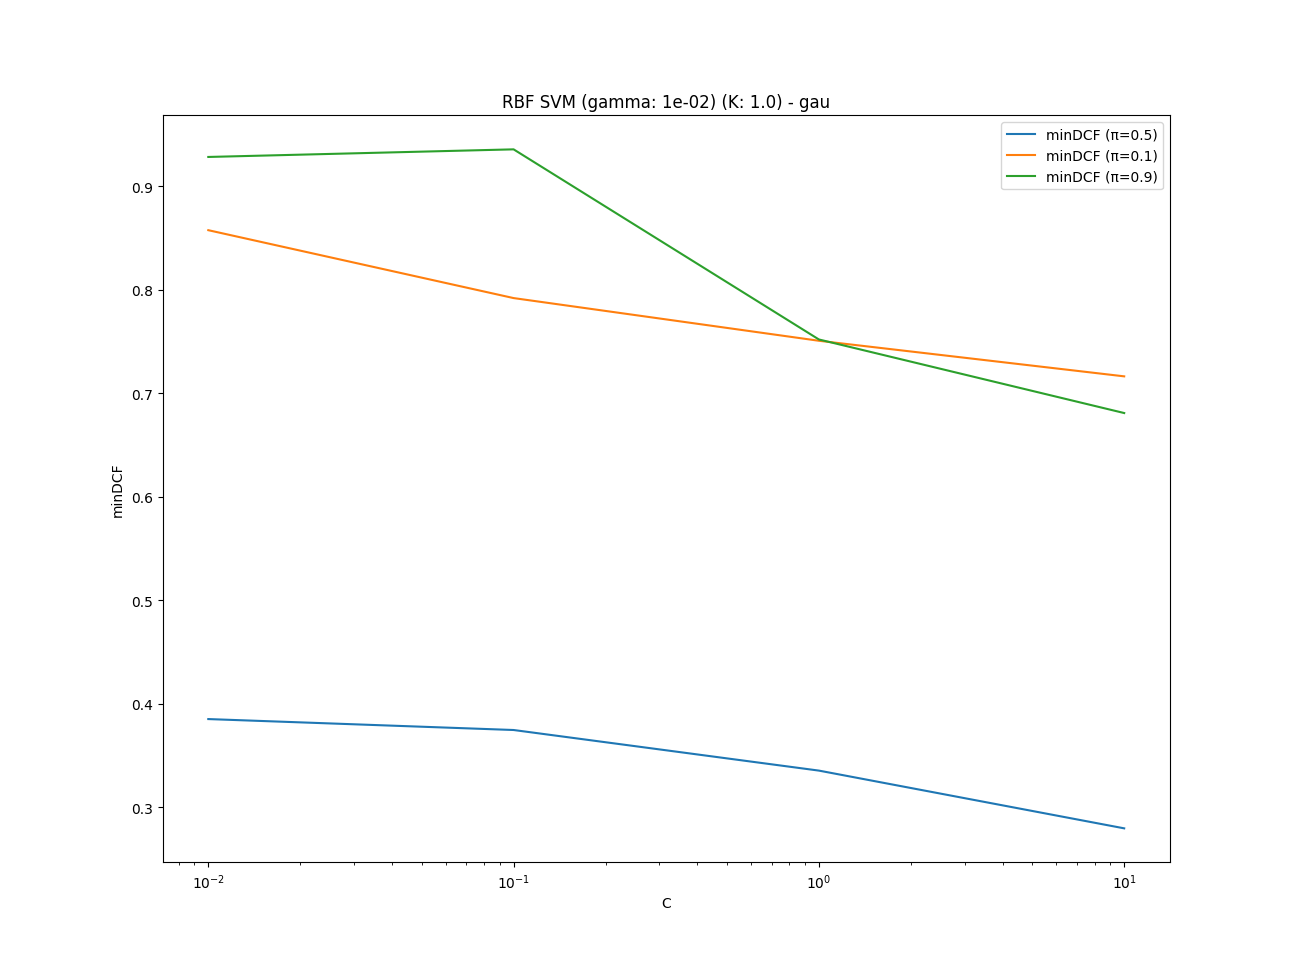 RBF SVM (gamma: 1e-02) (K: 1.0) - gau
minDCF (π=0.5)
minDCF (π=0.1)
minDCF (π=0.9)
minDCF
0.9
0.8
0.7
0.6
0.5
0.4
0.3
10⁻²
10⁻¹
10⁰
10¹
C